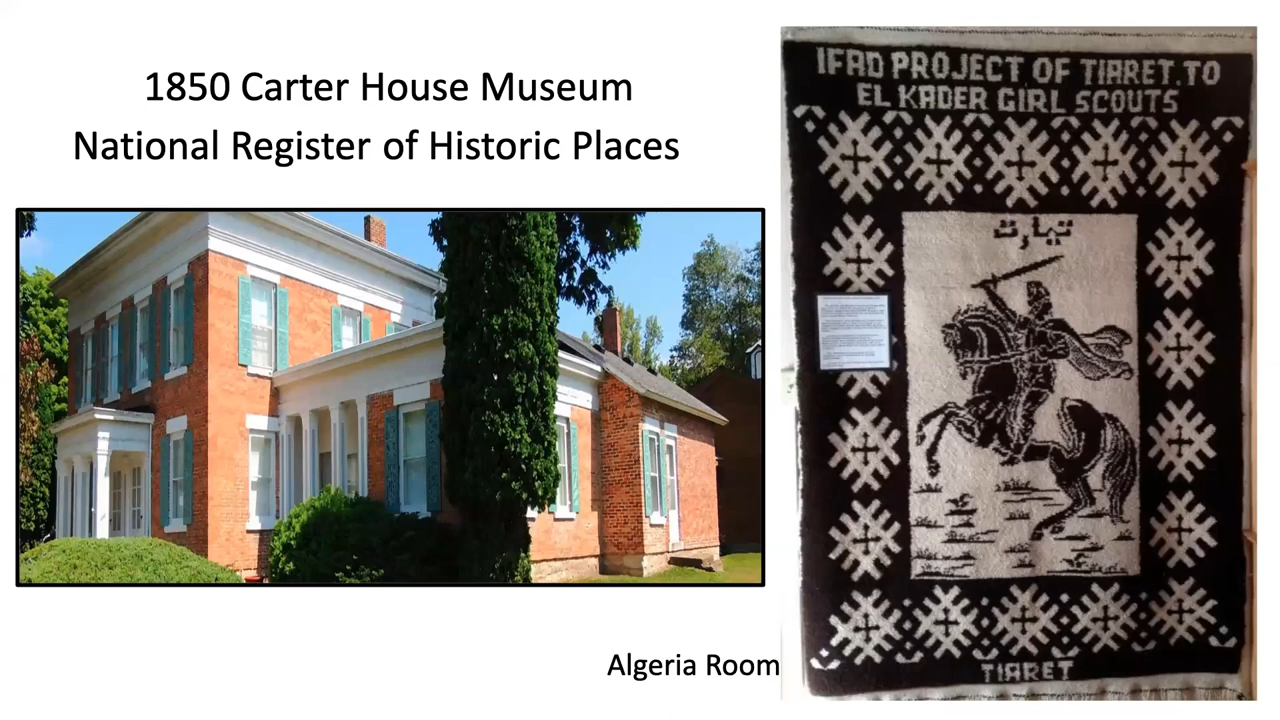 1850 Carter House Museum
National Register of Historic Places
IFAD PROJECT OF TIARET.TO
EL KADER GIRL SCOUTS
تيارت
TIARET
Algeria Room